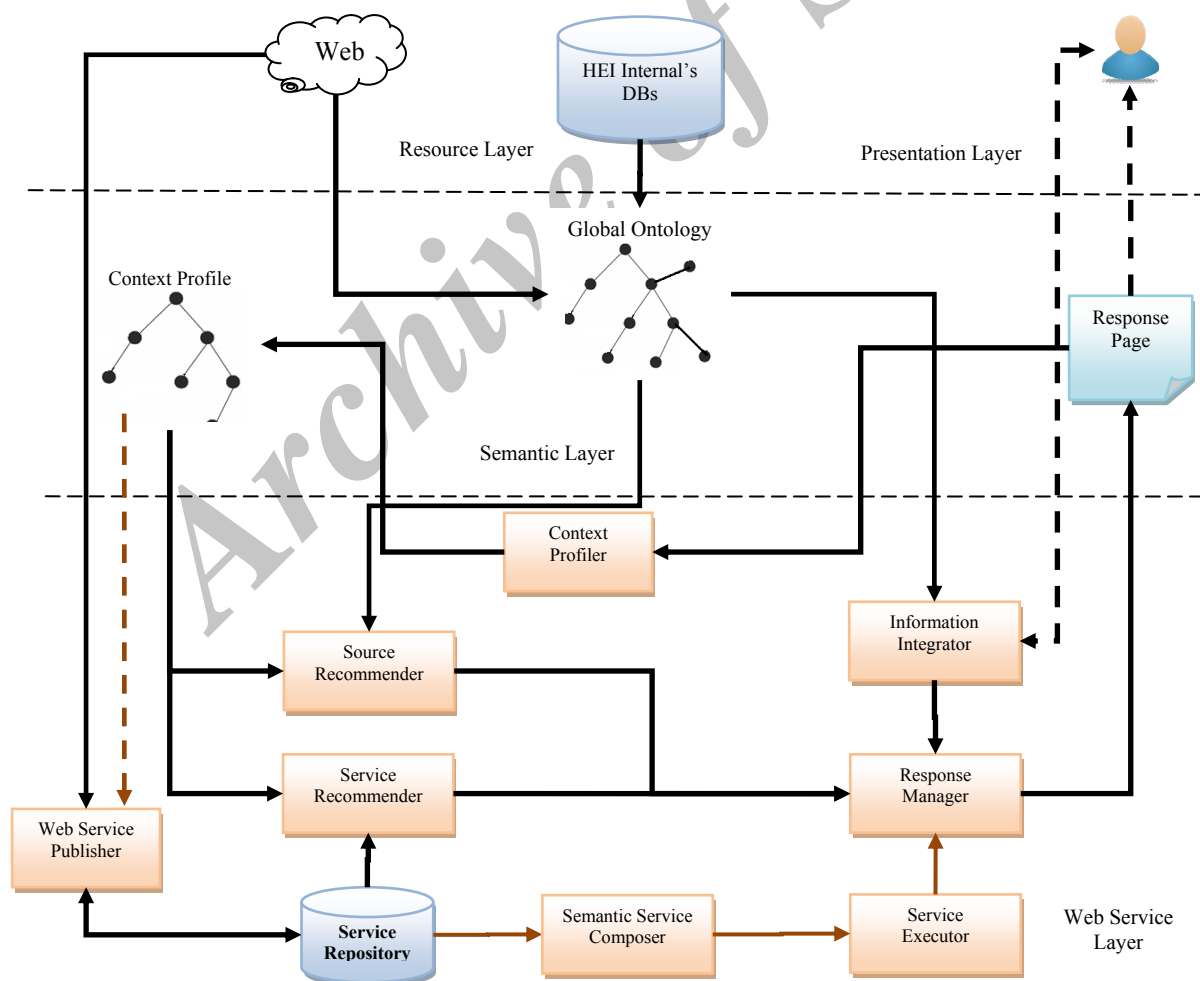 Web
HEI Internal's
DBs
Resource Layer
Presentation Layer
Archive of S
Global Ontology
Context Profile
Response
Page
Semantic Layer
Context
Profiler
Source
Recommender
Information
Integrator
Service
Recommender
Response
Manager
Web Service
Publisher
Service
Repository
Semantic Service
Composer
Service
Executor
Web Service
Layer